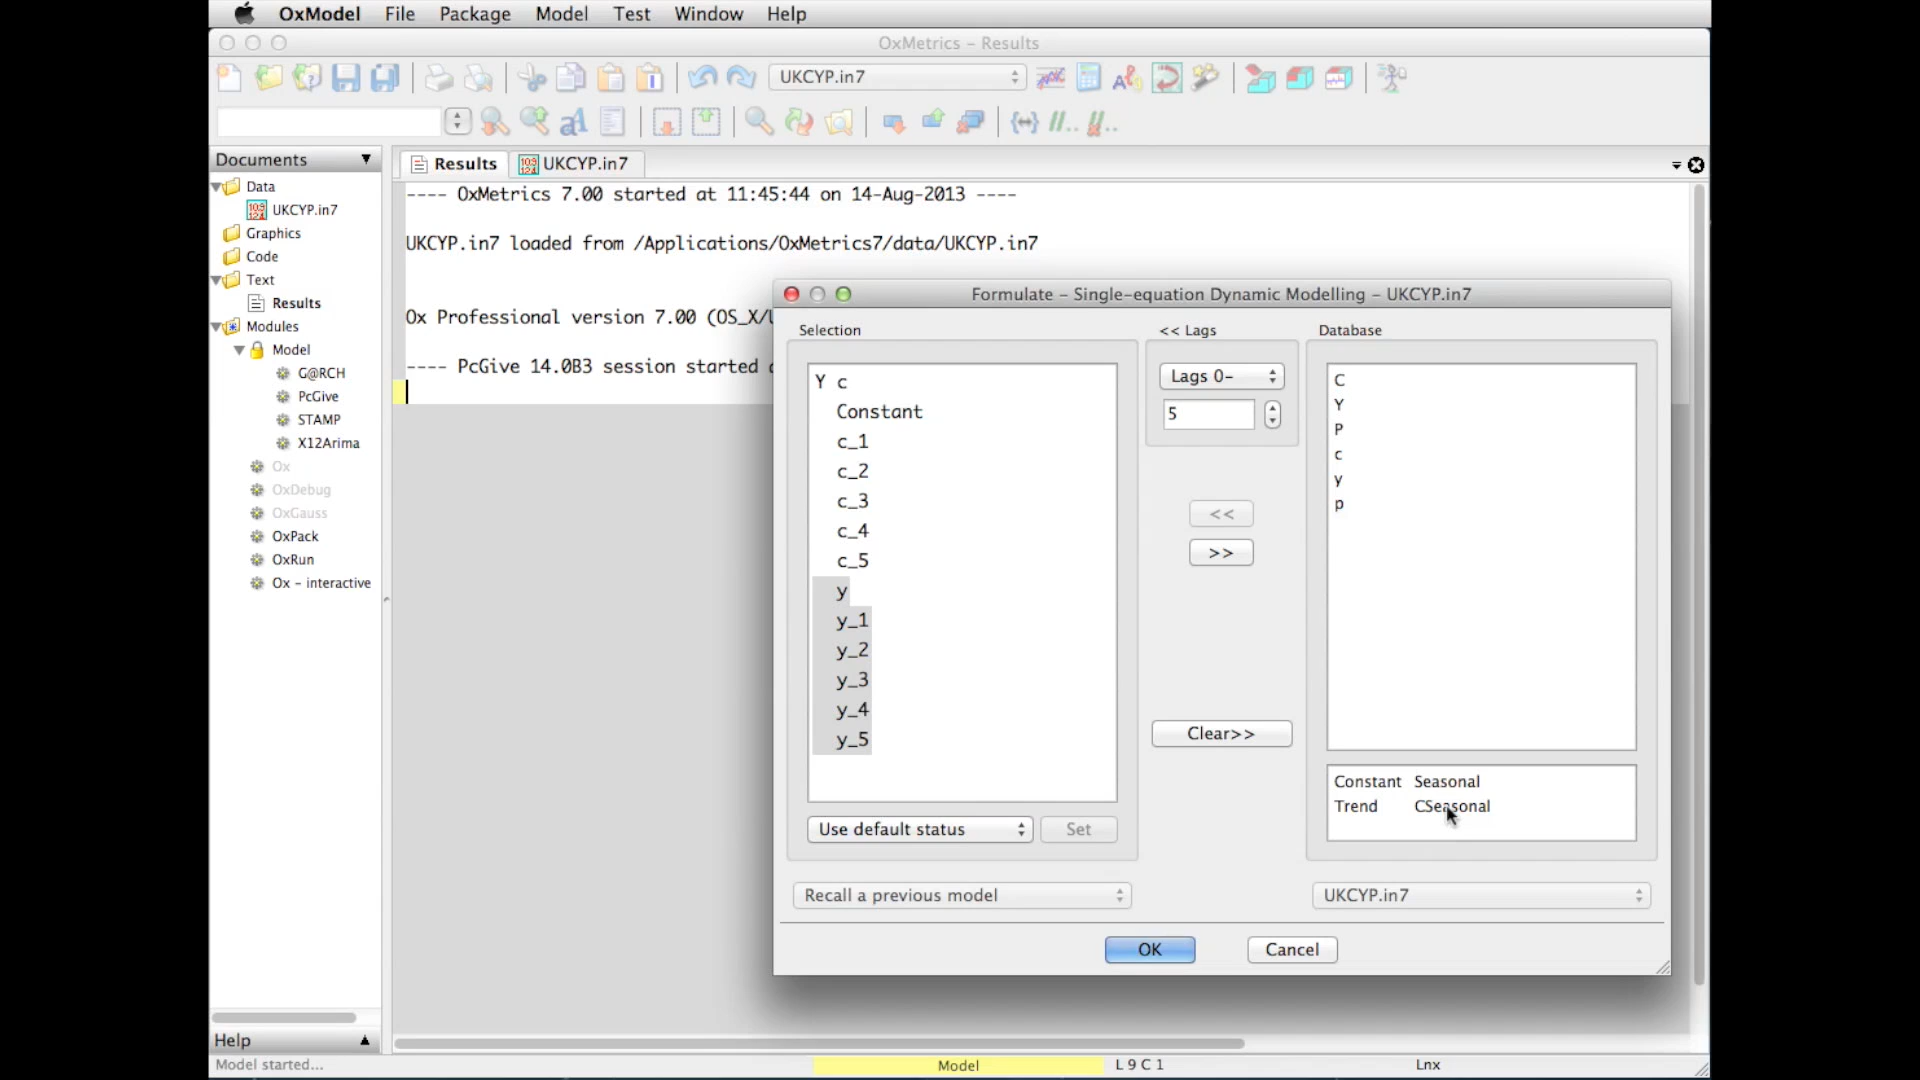 OxModel File Package Model Test Window Help
OxMetrics - Results
UKCYP.in7
Documents
Data
UKCYP.in7
Graphics
Code
Text
Results
Modules
Model
G@RCH
PcGive
STAMP
X12Arima
Ox
OxDebug
OxGauss
OxPack
OxRun
Ox - interactive
Help
Model started...
Results UKCYP.in7
---- OxMetrics 7.00 started at 11:45:44 on 14-Aug-2013 ----
UKCYP.in7 loaded from /Applications/OxMetrics7/data/UKCYP.in7
Ox Professional version 7.00 (OS_X/
---- PcGive 14.0B3 session started
Formulate - Single-equation Dynamic Modelling - UKCYP.in7
Selection
Y c
Constant
c_1
c_2
c_3
c_4
c_5
y
y_1
y_2
y_3
y_4
y_5
Use default status Set
Recall a previous model
<< Lags
Lags 0-
5
<<
>>
Clear>>
Database
C
Y
P
c
y
p
Constant Seasonal
Trend CSeasonal
UKCYP.in7
OK Cancel
Model L 9 C 1 Lnx